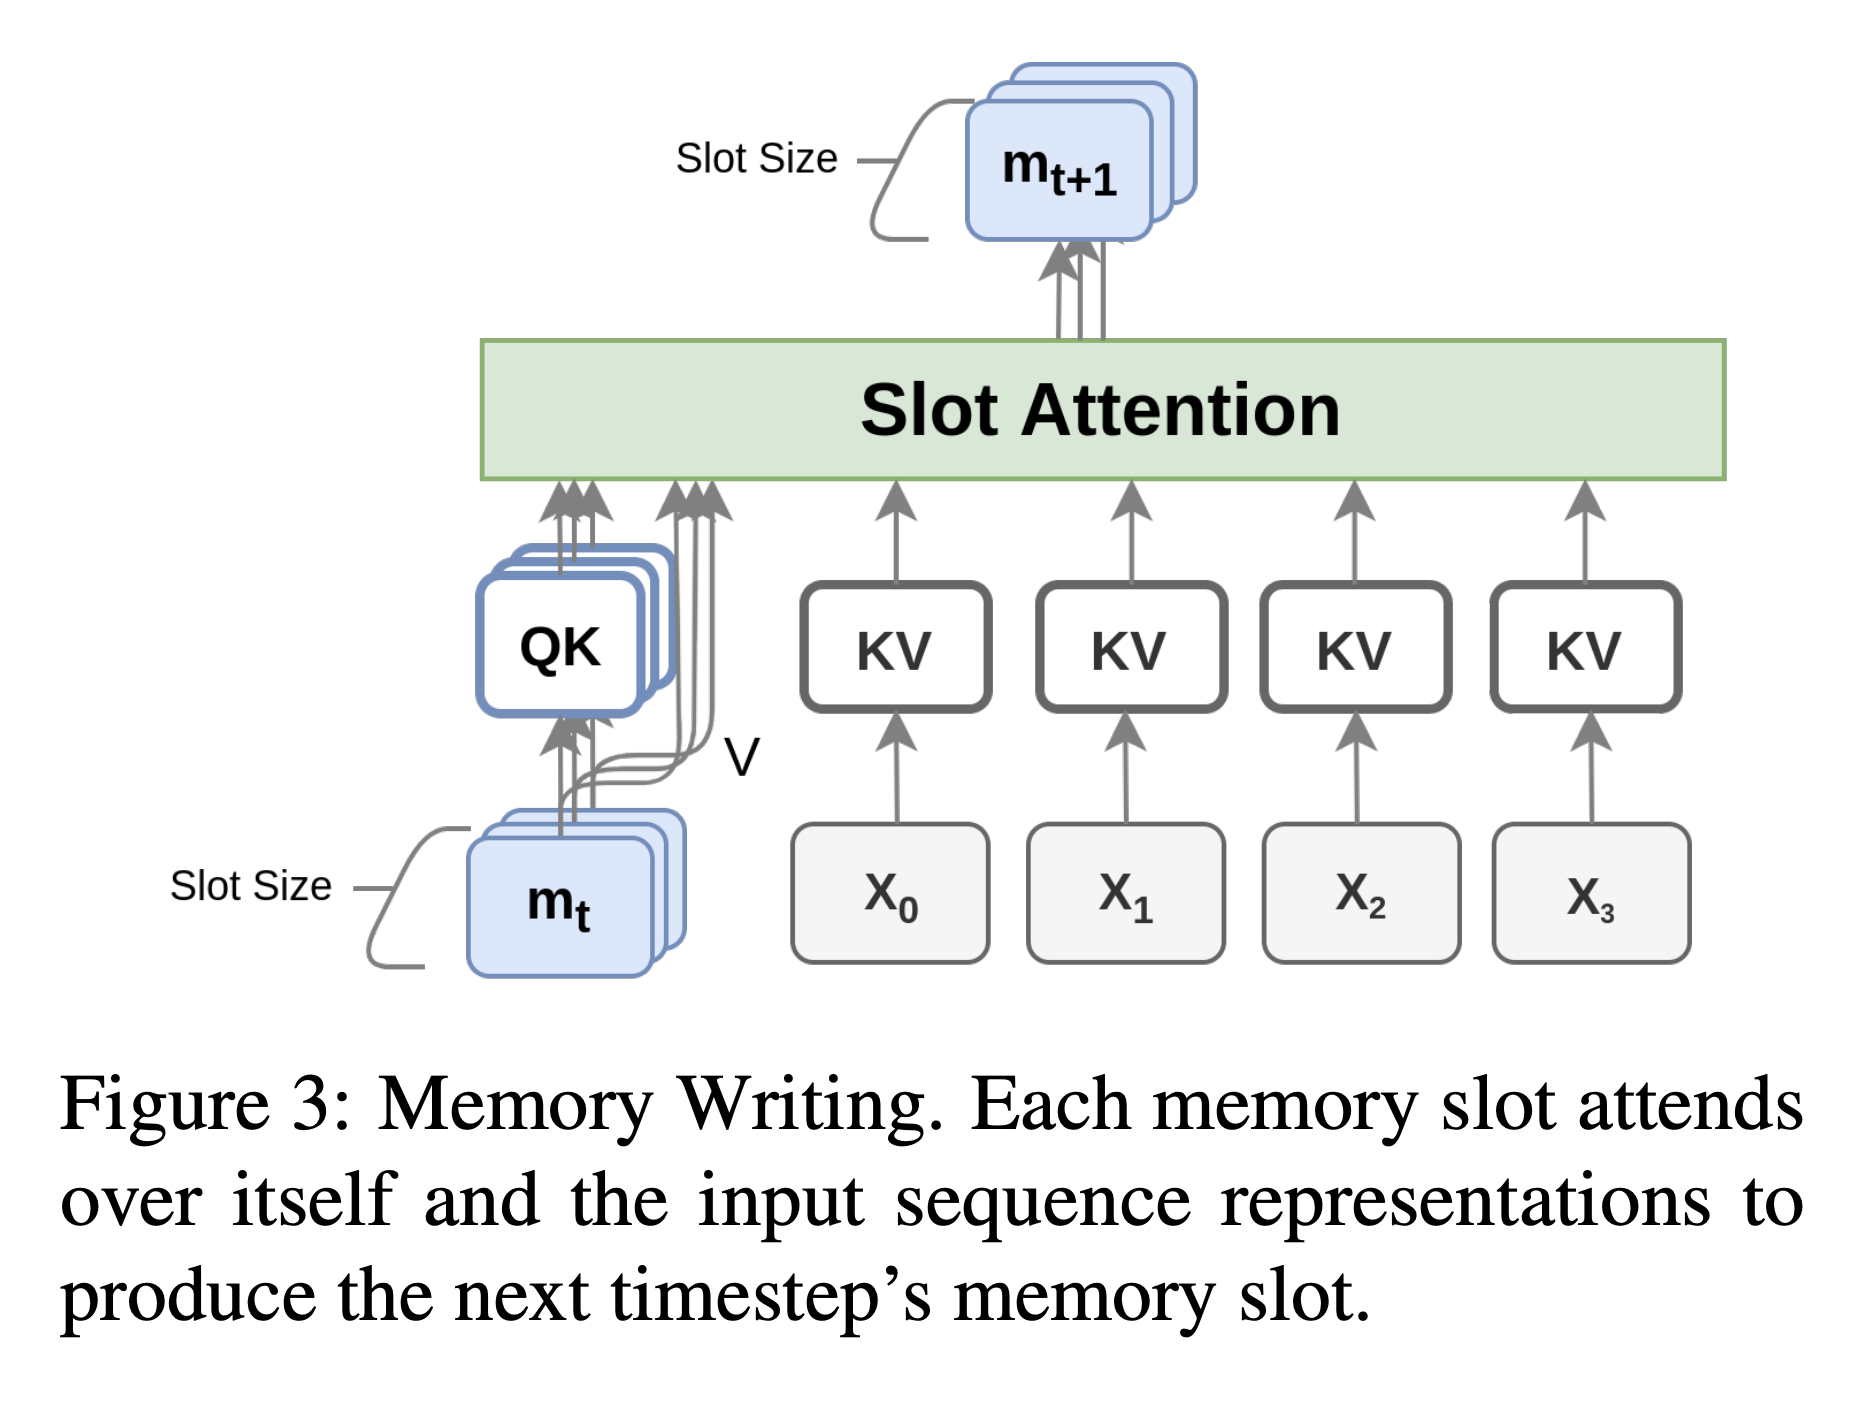 Slot Size
m_{t+1}
Slot Attention
QK
KV
KV
KV
KV
V
Slot Size
m_t
X_0
X_1
X_2
X_3
Figure 3: Memory Writing. Each memory slot attends
over itself and the input sequence representations to
produce the next timestep’s memory slot.